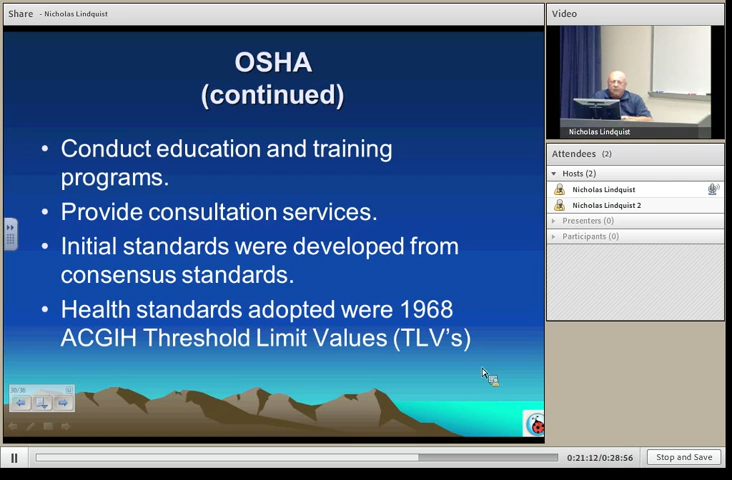 Share - Nicholas Lindquist
OSHA
(continued)
• Conduct education and training
programs.
• Provide consultation services.
• Initial standards were developed from
consensus standards.
• Health standards adopted were 1968
ACGIH Threshold Limit Values (TLV's)
30/38
Video
Nicholas Lindquist
Attendees (2)
Hosts (2)
Nicholas Lindquist
Nicholas Lindquist 2
Presenters (0)
Participants (0)
0:21:12/0:28:56
Stop and Save